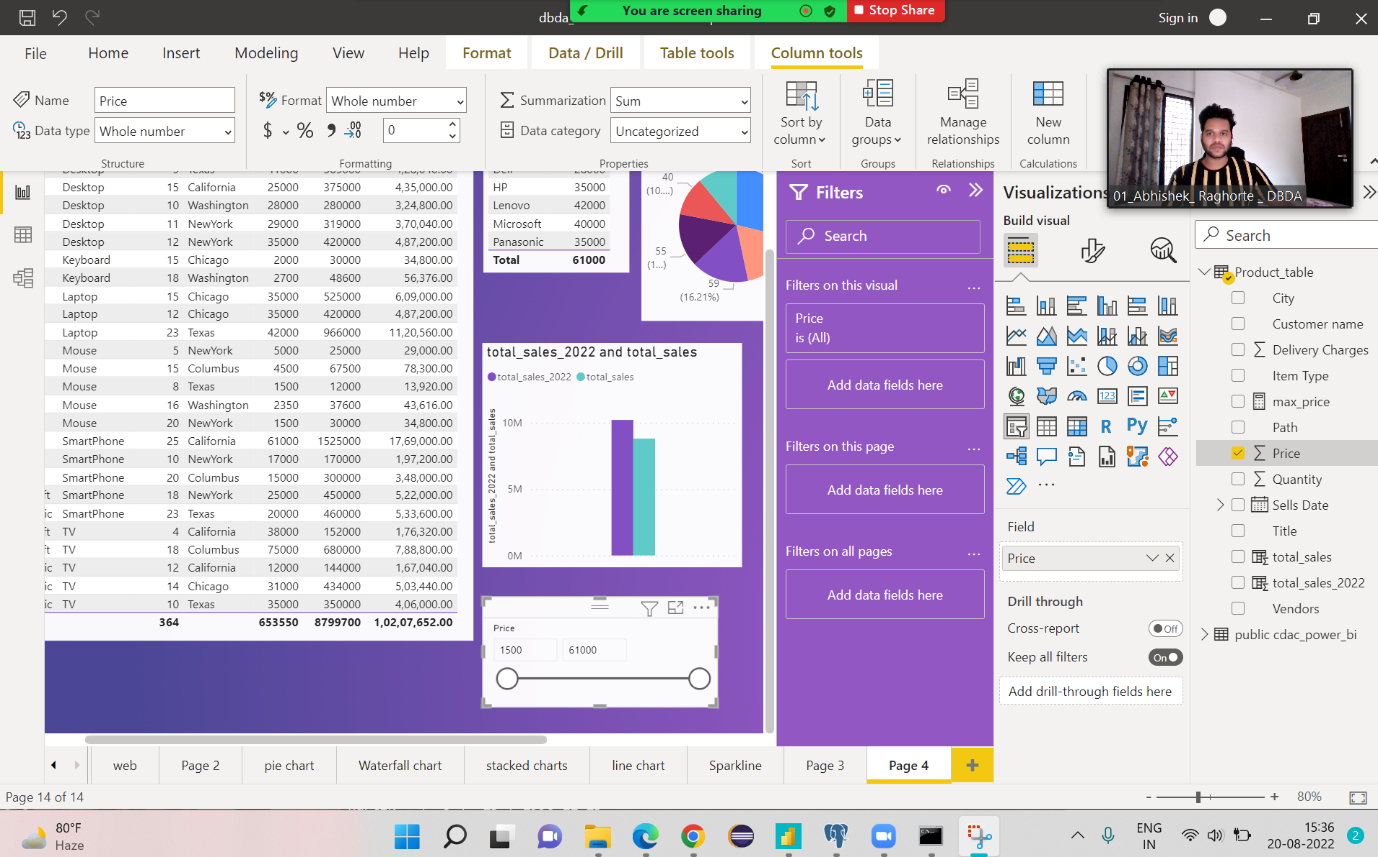 dbda_
You are screen sharing
Stop Share
Sign in
File Home Insert Modeling View Help Format Data / Drill Table tools Column tools
Name Price
Data type Whole number
Structure
Format Whole number
$ % 0
Formatting
Summarization Sum
Data category Uncategorized
Properties
Sort by
column
Sort
Data
groups
Groups
Manage
relationships
Relationships
New
column
Calculations
01_Abhishek_ Raghorte _ DBDA
Desktop 15 California 25000 375000 4,35,000.00
Desktop 10 Washington 28000 280000 3,24,800.00
Desktop 11 NewYork 29000 319000 3,70,040.00
Desktop 12 NewYork 35000 420000 4,87,200.00
Keyboard 15 Chicago 2000 30000 34,800.00
Keyboard 18 Washington 2700 48600 56,376.00
Laptop 15 Chicago 35000 525000 6,09,000.00
Laptop 12 Chicago 35000 420000 4,87,200.00
Laptop 23 Texas 42000 966000 11,20,560.00
Mouse 5 NewYork 5000 25000 29,000.00
Mouse 15 Columbus 4500 67500 78,300.00
Mouse 8 Texas 1500 12000 13,920.00
Mouse 16 Washington 2350 37600 43,616.00
Mouse 20 NewYork 1500 30000 34,800.00
SmartPhone 25 California 61000 1525000 17,69,000.00
SmartPhone 10 NewYork 17000 170000 1,97,200.00
SmartPhone 20 Columbus 15000 300000 3,48,000.00
ft SmartPhone 18 NewYork 25000 450000 5,22,000.00
ic SmartPhone 23 Texas 20000 460000 5,33,600.00
ft TV 4 California 38000 152000 1,76,320.00
ft TV 18 Columbus 75000 680000 7,88,800.00
ic TV 12 California 12000 144000 1,67,040.00
ic TV 14 Chicago 31000 434000 5,03,440.00
ic TV 10 Texas 35000 350000 4,06,000.00
364 653550 8799700 1,02,07,652.00
HP 35000
Lenovo 42000
Microsoft 40000
Panasonic 35000
Total 61000
40
(10....)
55
(1...)
59
(16.21%)
total_sales_2022 and total_sales
total_sales_2022 total_sales
total_sales_2022 and total_sales
10M
5M
0M
Price
1500 61000
Filters
Search
Filters on this visual ...
Price
is (All)
Add data fields here
Filters on this page ...
Add data fields here
Filters on all pages ...
Add data fields here
Visualizations
Build visual
123
R Py
...
Field
Price
Drill through
Cross-report Off
Keep all filters On
Add drill-through fields here
Search
Product_table
City
Customer name
Delivery Charges
Item Type
max_price
Path
Price
Quantity
Sells Date
Title
total_sales
total_sales_2022
Vendors
public cdac_power_bi
web Page 2 pie chart Waterfall chart stacked charts line chart Sparkline Page 3 Page 4 +
Page 14 of 14
- + 80%
80°F
Haze
ENG
IN
15:36
20-08-2022
2